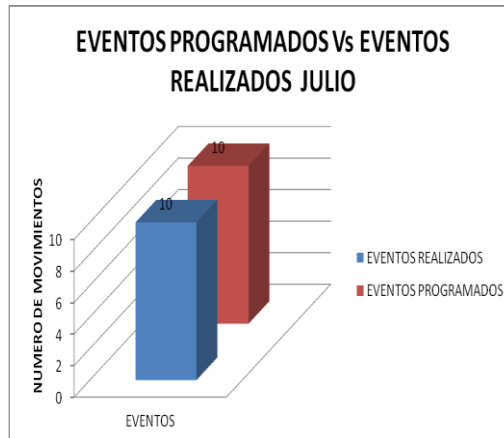 EVENTOS PROGRAMADOS Vs EVENTOS
REALIZADOS JULIO
NUMERO DE MOVIMIENTOS
10
8
6
4
2
0
10
10
EVENTOS
EVENTOS REALIZADOS
EVENTOS PROGRAMADOS